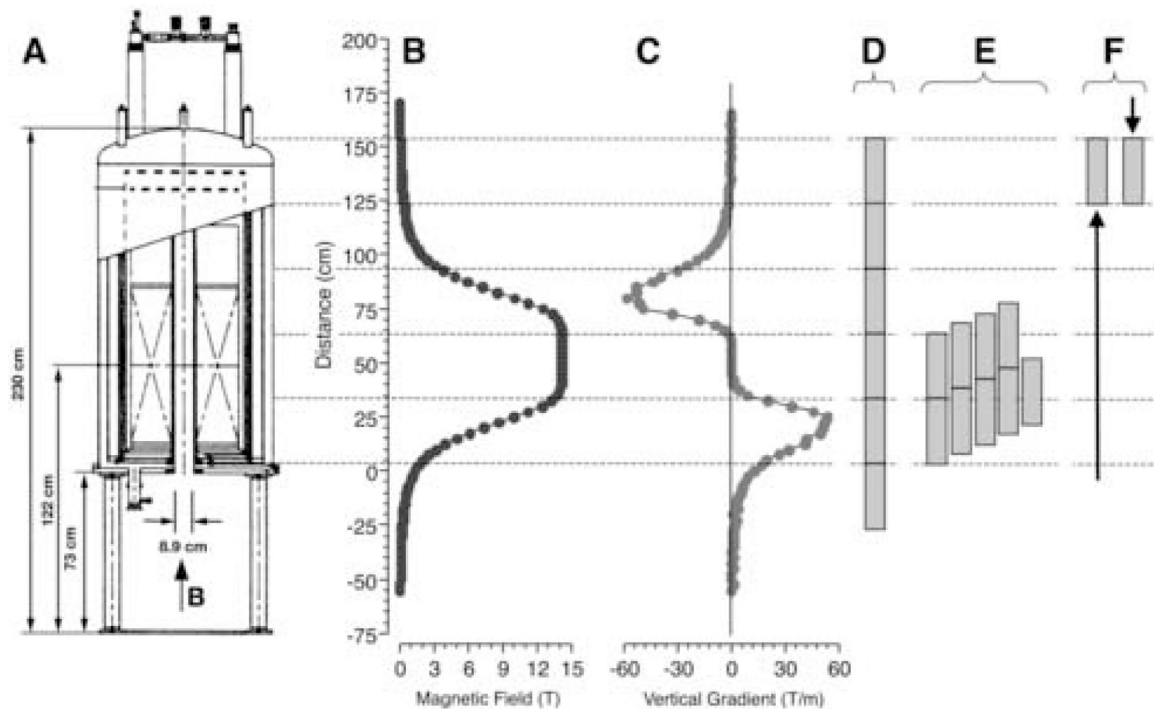 A
B
C
D
E
F
230 cm
122 cm
73 cm
8.9 cm
B
Distance (cm)
200
175
150
125
100
75
50
25
0
-25
-50
-75
0 3 6 9 12 15
Magnetic Field (T)
-60 -30 0 30 60
Vertical Gradient (T/m)